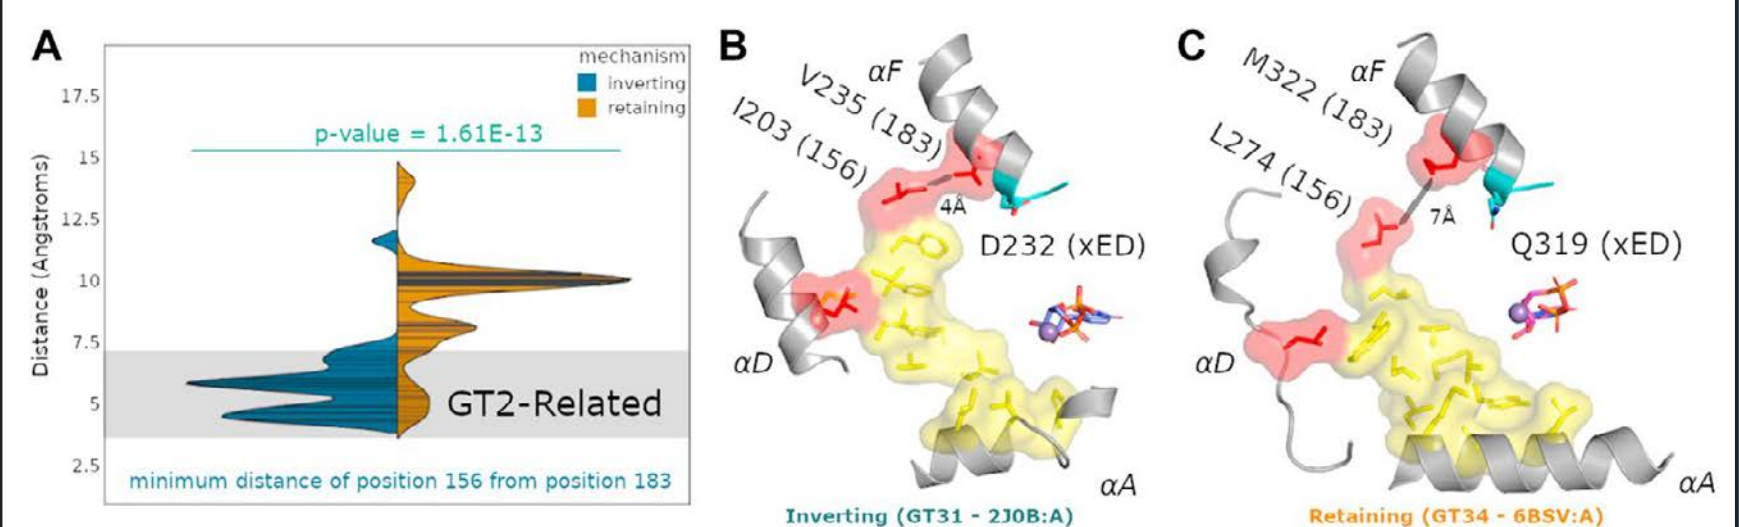 A
mechanism
inverting
retaining
17.5
15
12.5
10
7.5
5
2.5
Distance (Angstroms)
p-value = 1.61E-13
GT2-Related
minimum distance of position 156 from position 183
B
αF
V235 (183)
I203 (156)
4Å
D232 (xED)
αD
αA
Inverting (GT31 - 2J0B:A)
C
αF
M322 (183)
L274 (156)
7Å
Q319 (xED)
αD
αA
Retaining (GT34 - 6BSV:A)